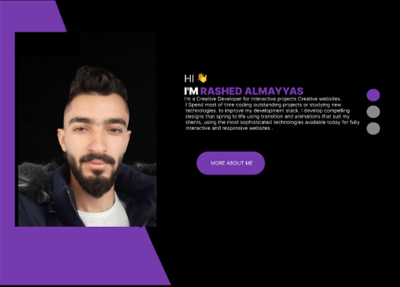 HI 👋
I'M RASHED ALMAYYAS
I'm a Creative Developer for interactive projects Creative websites.
I Spend most of time coding outstanding projects or studying new
technologies. to improve my development stack. I develop compelling
designs that spring to life using transition and animations that suit my
clients, using the most sophisticated technologies available today for fully
interactive and responsive websites .
MORE ABOUT ME